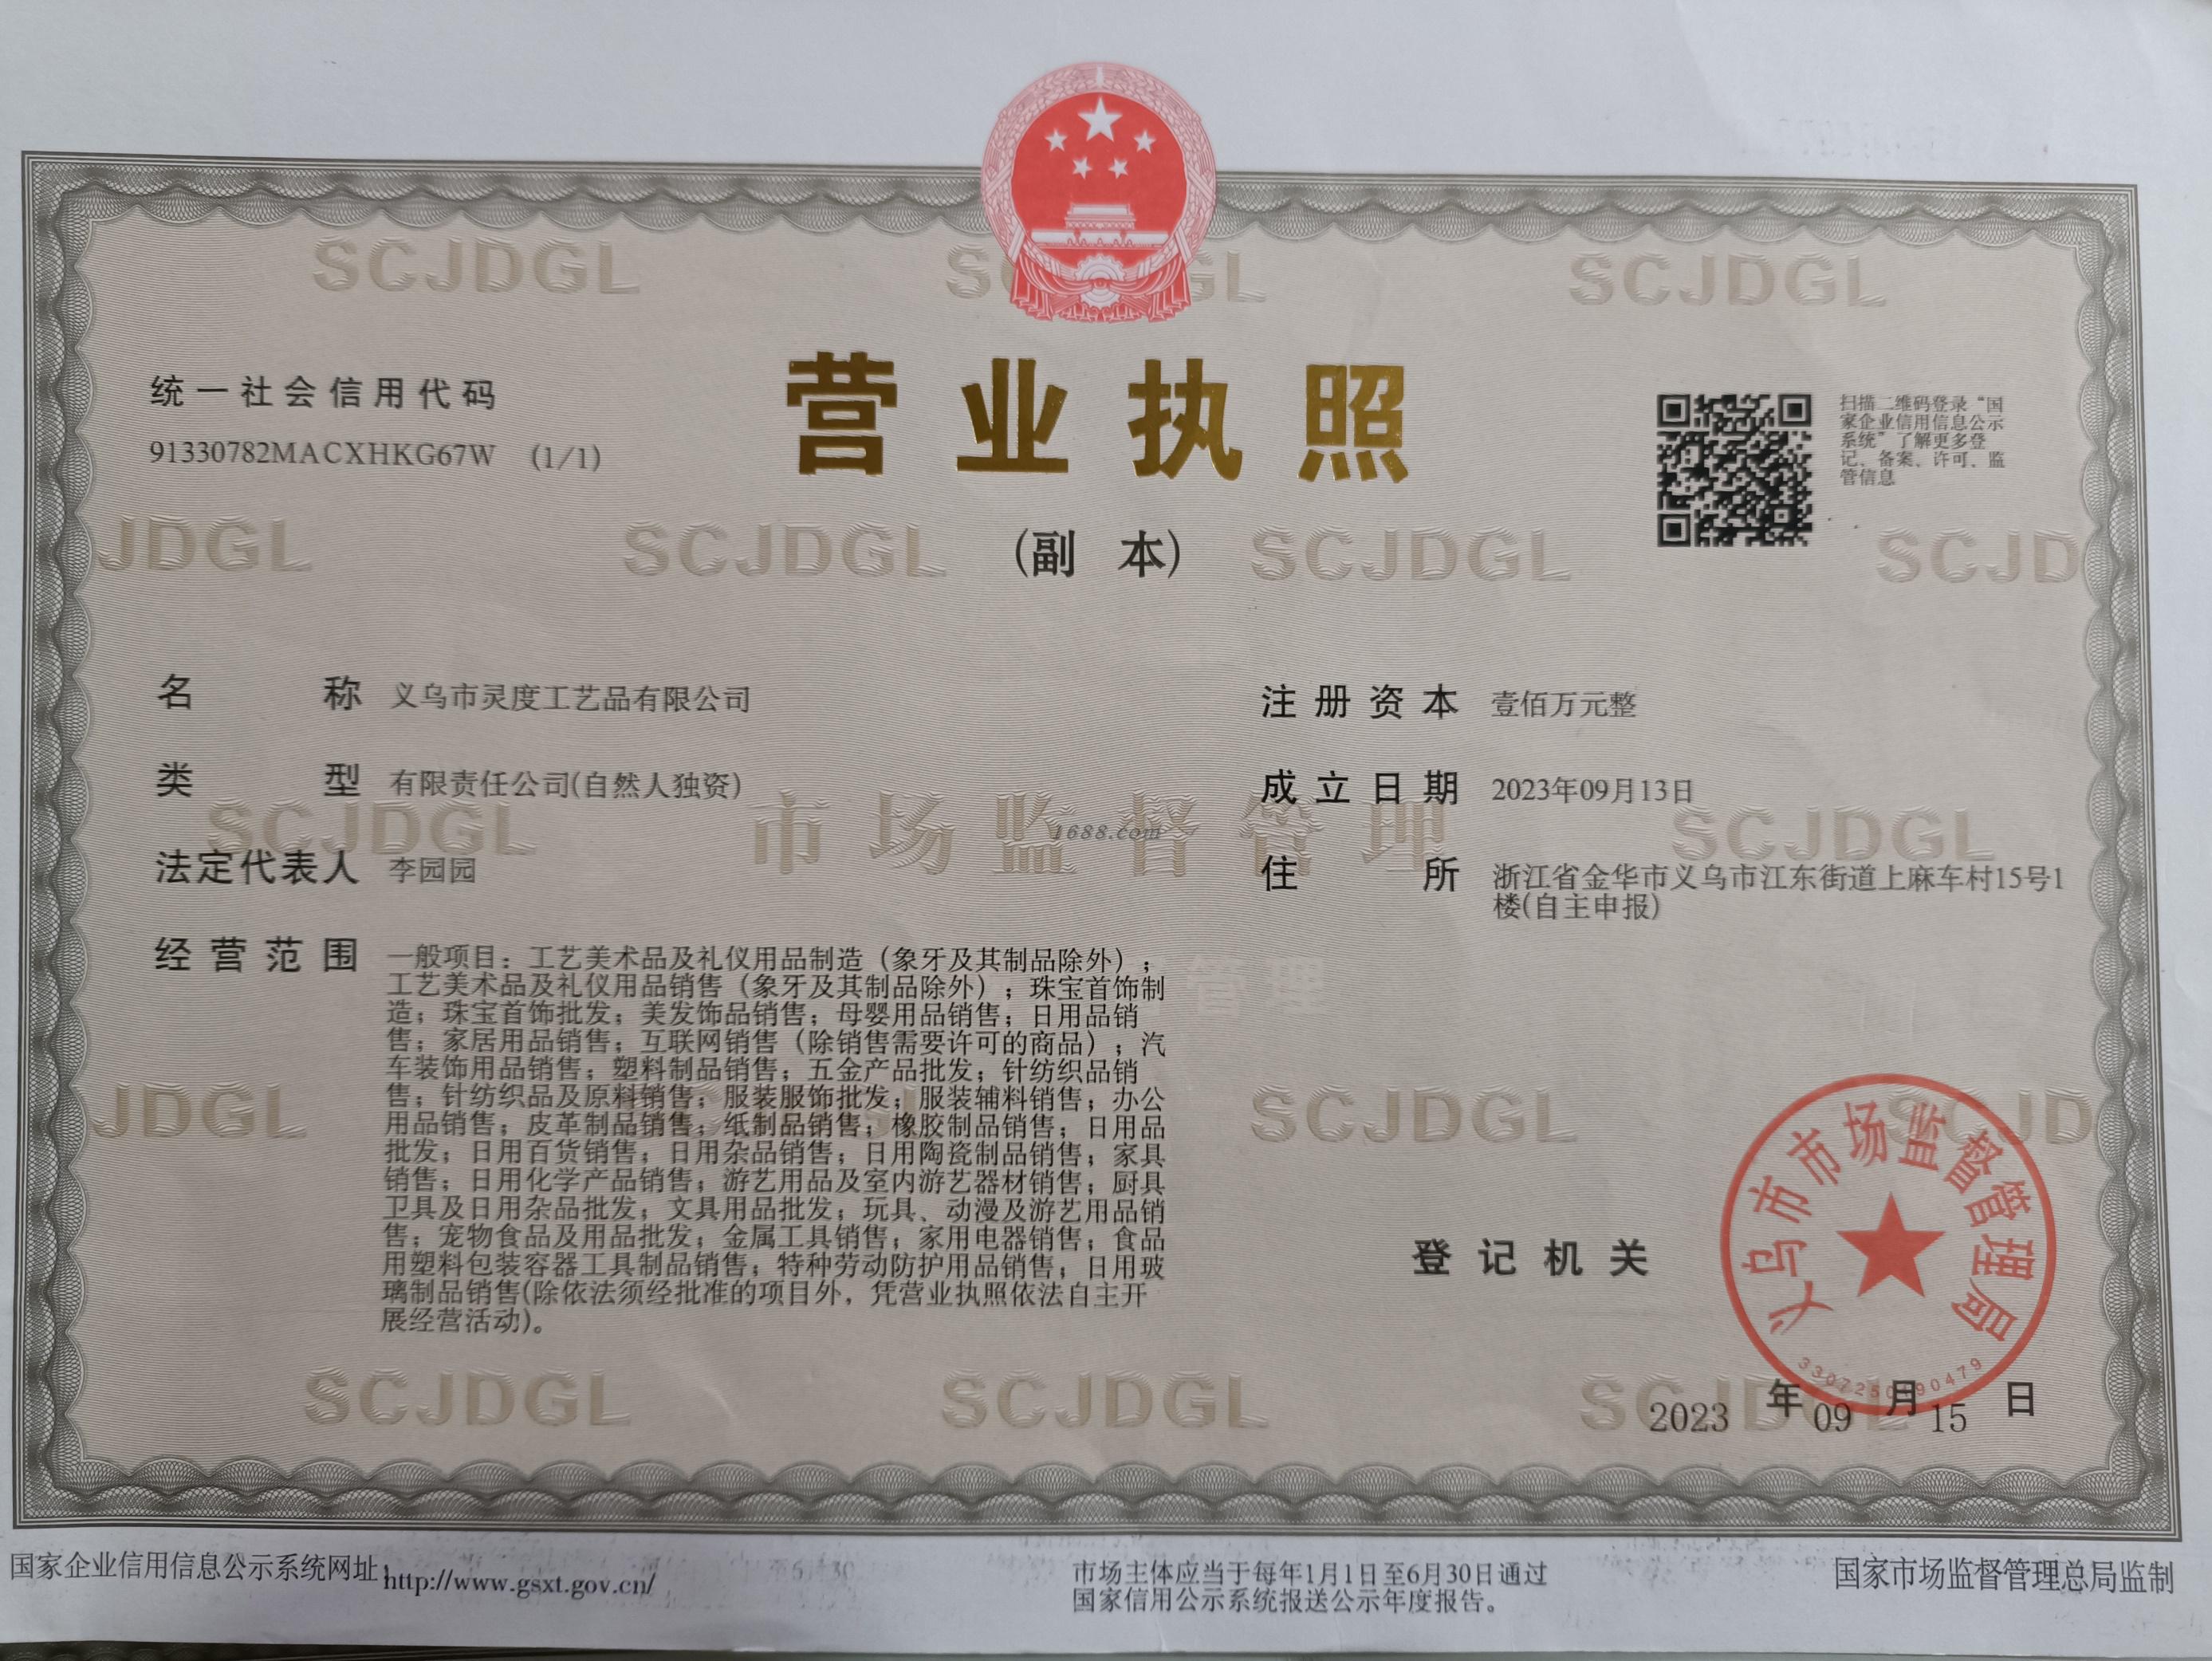 统一社会信用代码
91330782MACXHKG67W (1/1)
营业执照
(副 本)
扫描二维码登录“国
家企业信用信息公示
系统”了解更多登
记、备案、许可、监
管信息
名 称 义乌市灵度工艺品有限公司
类 型 有限责任公司(自然人独资)
法定代表人 李园园
经营范围 一般项目：工艺美术品及礼仪用品制造（象牙及其制品除外）；
工艺美术品及礼仪用品销售（象牙及其制品除外）；珠宝首饰制
造；珠宝首饰批发；美发饰品销售；母婴用品销售；日用品销
售；家居用品销售；互联网销售（除销售需要许可的商品）；汽
车装饰用品销售；塑料制品销售；五金产品批发；针纺织品销
售；针纺织品及原料销售；服装服饰批发；服装辅料销售；办公
用品销售；皮革制品销售；纸制品销售；橡胶制品销售；日用品
批发；日用百货销售；日用杂品销售；日用陶瓷制品销售；家具
销售；日用化学产品销售；游艺用品及室内游艺器材销售；厨具
卫具及日用杂品批发；文具用品批发；玩具、动漫及游艺用品销
售；宠物食品及用品批发；金属工具销售；家用电器销售；食品
用塑料包装容器工具制品销售；特种劳动防护用品销售；日用玻
璃制品销售(除依法须经批准的项目外，凭营业执照依法自主开
展经营活动)。
注册资本 壹佰万元整
成立日期 2023年09月13日
住 所 浙江省金华市义乌市江东街道上麻车村15号1
楼(自主申报)
SCJDGL
SCJDGL
JDGL
SCJDGL
SCJDGL
SCJD
SCJDGL
市场监督管理
1688.com
SCJDGL
JDGL
SCJDGL
SCJDGL
SCJDGL
登记机关
义乌市市场监督管理局
2023 年 09 月 15 日
国家企业信用信息公示系统网址：http://www.gsxt.gov.cn/
市场主体应当于每年1月1日至6月30日通过
国家信用公示系统报送公示年度报告。
国家市场监督管理总局监制